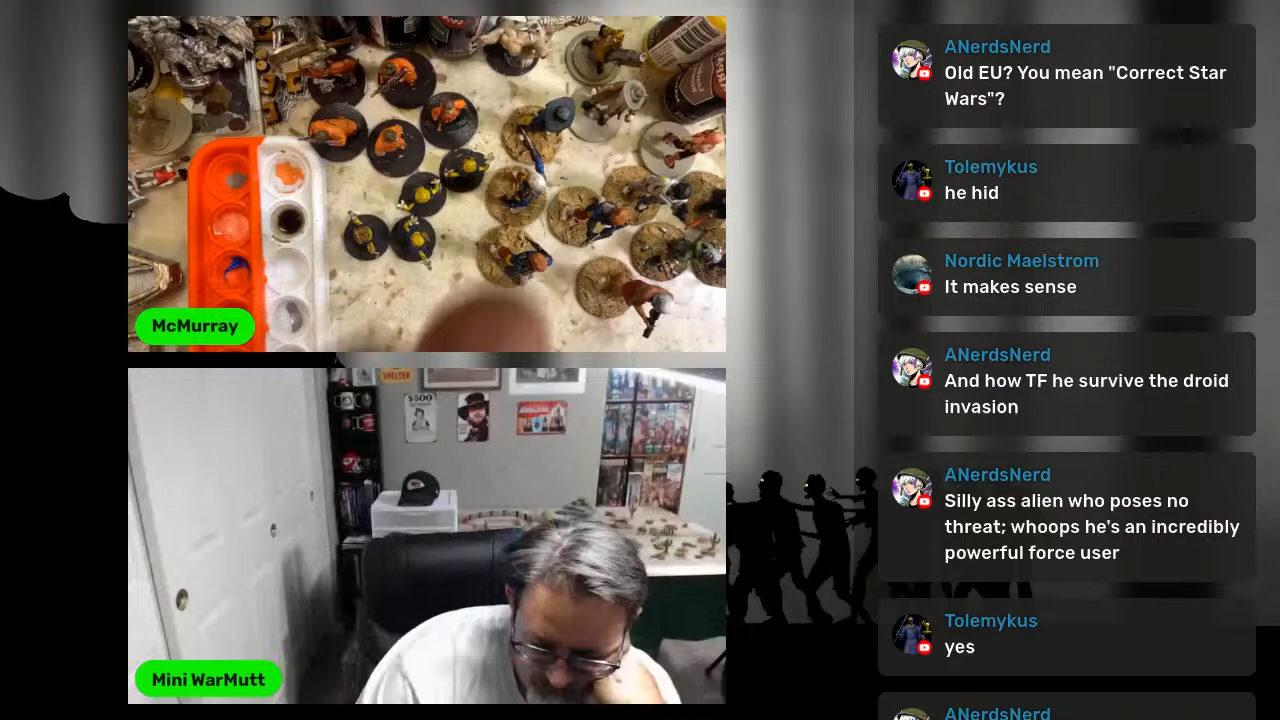 McMurray
SHELTER
$500
Mini WarMutt
ANerdsNerd
Old EU? You mean "Correct Star
Wars"?
Tolemykus
he hid
Nordic Maelstrom
It makes sense
ANerdsNerd
And how TF he survive the droid
invasion
ANerdsNerd
Silly ass alien who poses no
threat; whoops he's an incredibly
powerful force user
Tolemykus
yes
ANerdsNerd